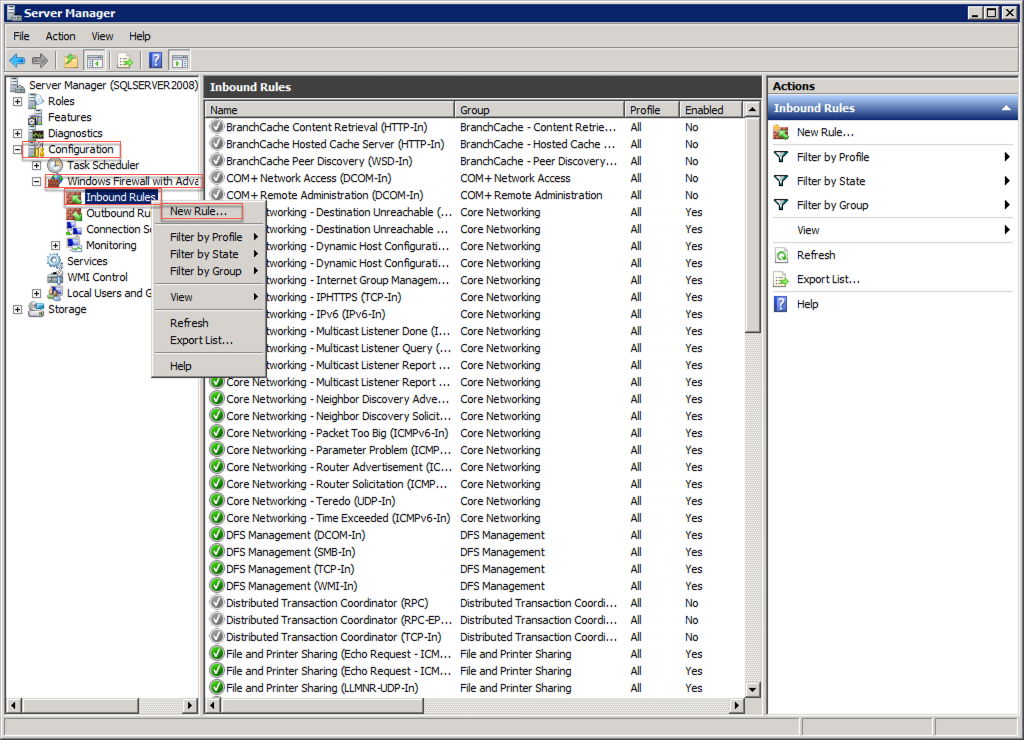 Server Manager
File Action View Help
Server Manager (SQLSERVER2008)
Roles
Features
Diagnostics
Configuration
Task Scheduler
Windows Firewall with Adva
Inbound Rules
Outbound Ru
Connection Se
Monitoring
Services
WMI Control
Local Users and G
Storage
New Rule...
Filter by Profile
Filter by State
Filter by Group
View
Refresh
Export List...
Help
Inbound Rules
Name Group Profile Enabled
BranchCache Content Retrieval (HTTP-In) BranchCache - Content Retrie... All No
BranchCache Hosted Cache Server (HTTP-In) BranchCache - Hosted Cache ... All No
BranchCache Peer Discovery (WSD-In) BranchCache - Peer Discovery... All No
COM+ Network Access (DCOM-In) COM+ Network Access All No
COM+ Remote Administration (DCOM-In) COM+ Remote Administration All No
tworking - Destination Unreachable (... Core Networking All Yes
tworking - Destination Unreachable ... Core Networking All Yes
tworking - Dynamic Host Configurati... Core Networking All Yes
tworking - Dynamic Host Configurati... Core Networking All Yes
tworking - Internet Group Managem... Core Networking All Yes
tworking - IPHTTPS (TCP-In) Core Networking All Yes
tworking - IPv6 (IPv6-In) Core Networking All Yes
tworking - Multicast Listener Done (I... Core Networking All Yes
tworking - Multicast Listener Query (... Core Networking All Yes
tworking - Multicast Listener Report ... Core Networking All Yes
Core Networking - Multicast Listener Report ... Core Networking All Yes
Core Networking - Neighbor Discovery Adve... Core Networking All Yes
Core Networking - Neighbor Discovery Solicit... Core Networking All Yes
Core Networking - Packet Too Big (ICMPv6-In) Core Networking All Yes
Core Networking - Parameter Problem (ICMP... Core Networking All Yes
Core Networking - Router Advertisement (IC... Core Networking All Yes
Core Networking - Router Solicitation (ICMP... Core Networking All Yes
Core Networking - Teredo (UDP-In) Core Networking All Yes
Core Networking - Time Exceeded (ICMPv6-In) Core Networking All Yes
DFS Management (DCOM-In) DFS Management All Yes
DFS Management (SMB-In) DFS Management All Yes
DFS Management (TCP-In) DFS Management All Yes
DFS Management (WMI-In) DFS Management All Yes
Distributed Transaction Coordinator (RPC) Distributed Transaction Coordi... All No
Distributed Transaction Coordinator (RPC-EP... Distributed Transaction Coordi... All No
Distributed Transaction Coordinator (TCP-In) Distributed Transaction Coordi... All No
File and Printer Sharing (Echo Request - ICM... File and Printer Sharing All Yes
File and Printer Sharing (Echo Request - ICM... File and Printer Sharing All Yes
File and Printer Sharing (LLMNR-UDP-In) File and Printer Sharing All Yes
Actions
Inbound Rules
New Rule...
Filter by Profile
Filter by State
Filter by Group
View
Refresh
Export List...
Help